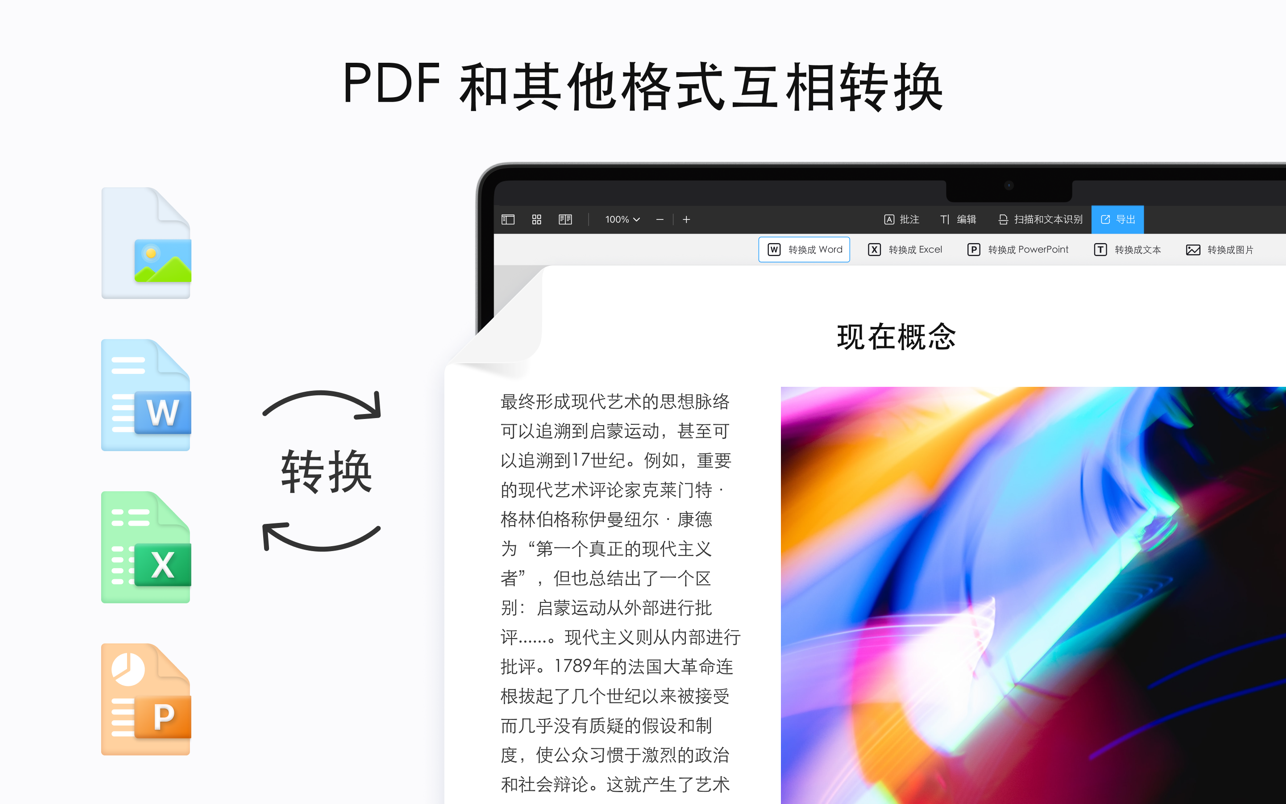 PDF 和其他格式互相转换
100%
批注
编辑
扫描和文本识别
导出
W 转换成 Word
X 转换成 Excel
P 转换成 PowerPoint
T 转换成文本
转换成图片
W
X
P
转换
现在概念
最终形成现代艺术的思想脉络
可以追溯到启蒙运动，甚至可
以追溯到17世纪。例如，重要
的现代艺术评论家克莱门特·
格林伯格称伊曼纽尔·康德
为“第一个真正的现代主义
者”，但也总结出了一个区
别：启蒙运动从外部进行批
评……。现代主义则从内部进行
批评。1789年的法国大革命连
根拔起了几个世纪以来被接受
而几乎没有质疑的假设和制
度，使公众习惯于激烈的政治
和社会辩论。这就产生了艺术